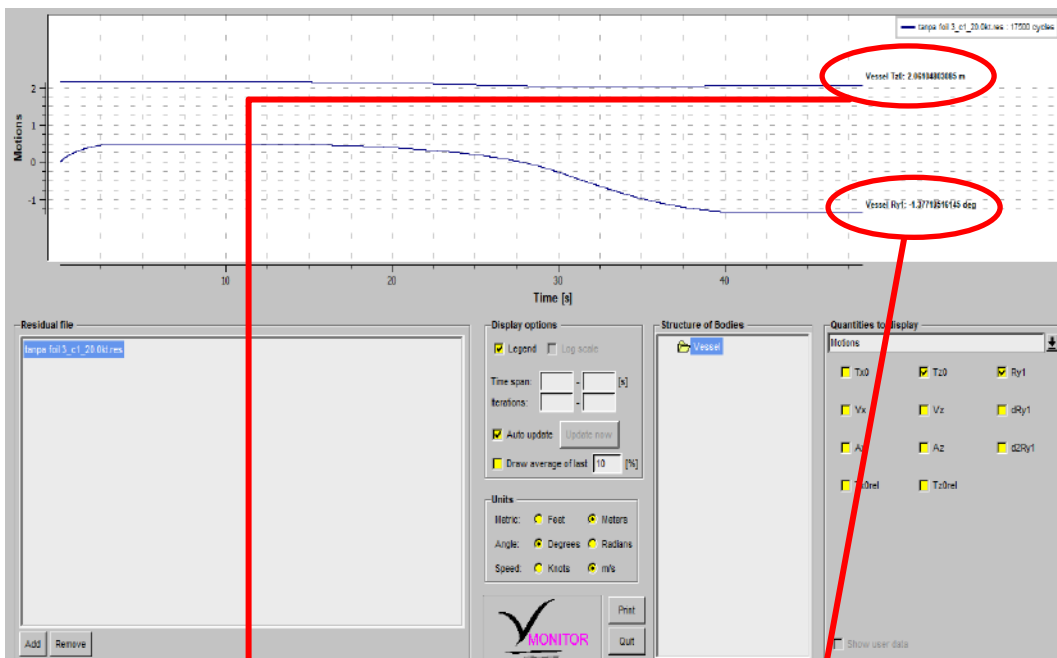 tanpa foil 3_c1_20.0kt.res : 17500 cycles
Vessel Tz0: 2.06104803085 m
Vessel Ry1: -1.37713516145 deg
Motions
2
1
0
-1
10 20 30 40
Time [s]
Residual file
tanpa foil 3_c1_20.0kt.res
Add Remove
Display options
Legend Log scale
Time span: - [s]
Iterations: -
Auto update Update now
Draw average of last 10 [%]
Units
Metric: Feet Meters
Angle: Degrees Radians
Speed: Knots m/s
MONITOR
Print
Quit
Structure of Bodies
Vessel
Quantities to display
Motions
Tx0 Tz0 Ry1
Vx Vz dRy1
Ax Az d2Ry1
Tx0rel Tz0rel
Show user data